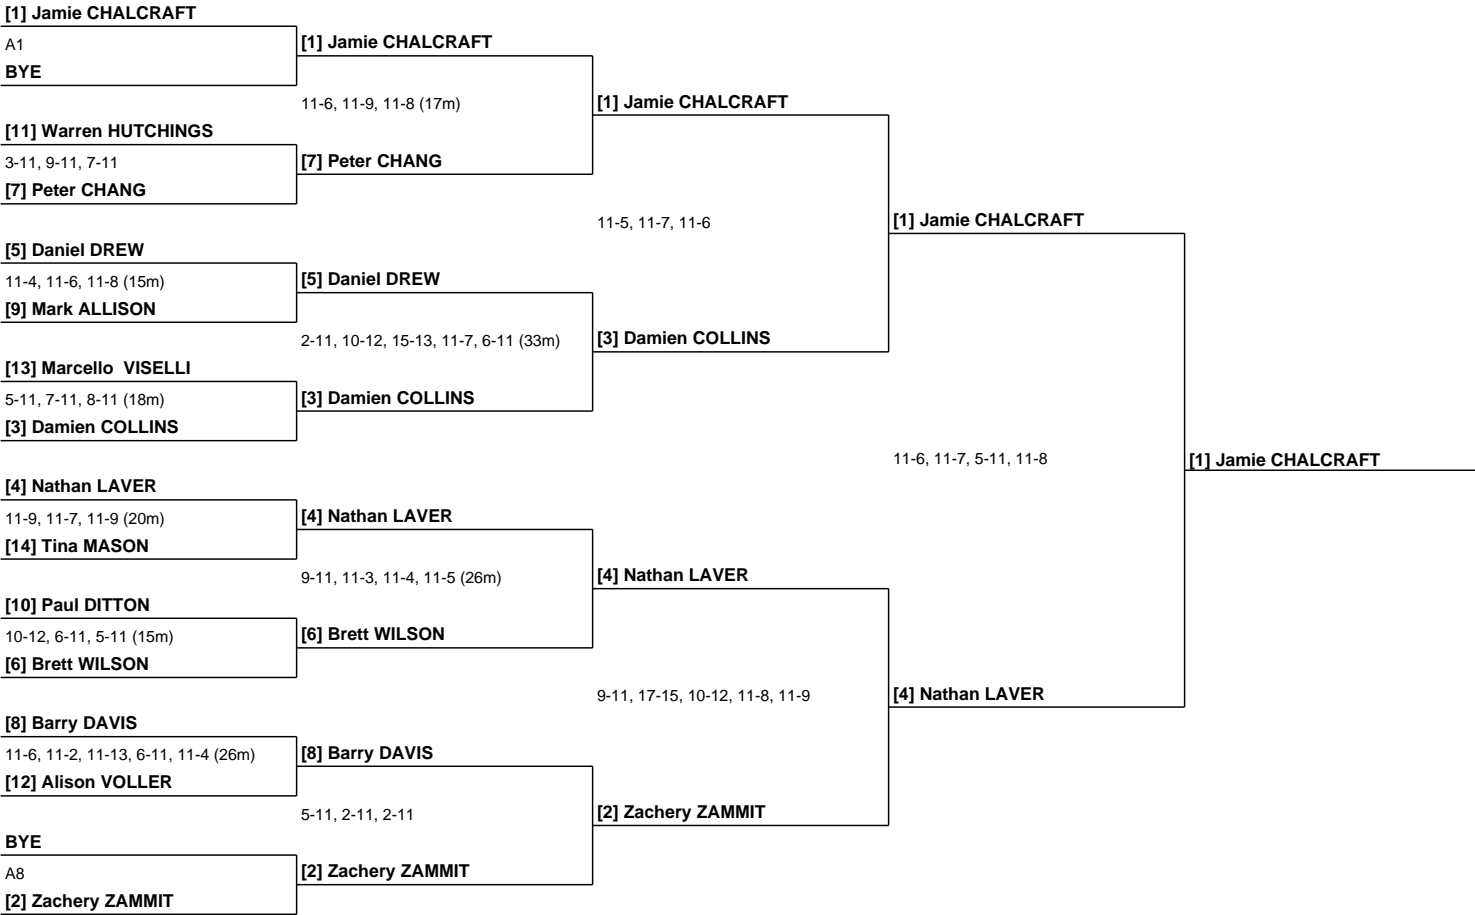 [1] Jamie CHALCRAFT
A1
BYE
[11] Warren HUTCHINGS
3-11, 9-11, 7-11
[7] Peter CHANG
[5] Daniel DREW
11-4, 11-6, 11-8 (15m)
[9] Mark ALLISON
[13] Marcello  VISELLI
5-11, 7-11, 8-11 (18m)
[3] Damien COLLINS
[4] Nathan LAVER
11-9, 11-7, 11-9 (20m)
[14] Tina MASON
[10] Paul DITTON
10-12, 6-11, 5-11 (15m)
[6] Brett WILSON
[8] Barry DAVIS
11-6, 11-2, 11-13, 6-11, 11-4 (26m)
[12] Alison VOLLER
BYE
A8
[2] Zachery ZAMMIT
[1] Jamie CHALCRAFT
11-6, 11-9, 11-8 (17m)
[7] Peter CHANG
[5] Daniel DREW
2-11, 10-12, 15-13, 11-7, 6-11 (33m)
[3] Damien COLLINS
[4] Nathan LAVER
9-11, 11-3, 11-4, 11-5 (26m)
[6] Brett WILSON
[8] Barry DAVIS
5-11, 2-11, 2-11
[2] Zachery ZAMMIT
[1] Jamie CHALCRAFT
11-5, 11-7, 11-6
[3] Damien COLLINS
[4] Nathan LAVER
9-11, 17-15, 10-12, 11-8, 11-9
[2] Zachery ZAMMIT
[1] Jamie CHALCRAFT
11-6, 11-7, 5-11, 11-8
[4] Nathan LAVER
[1] Jamie CHALCRAFT